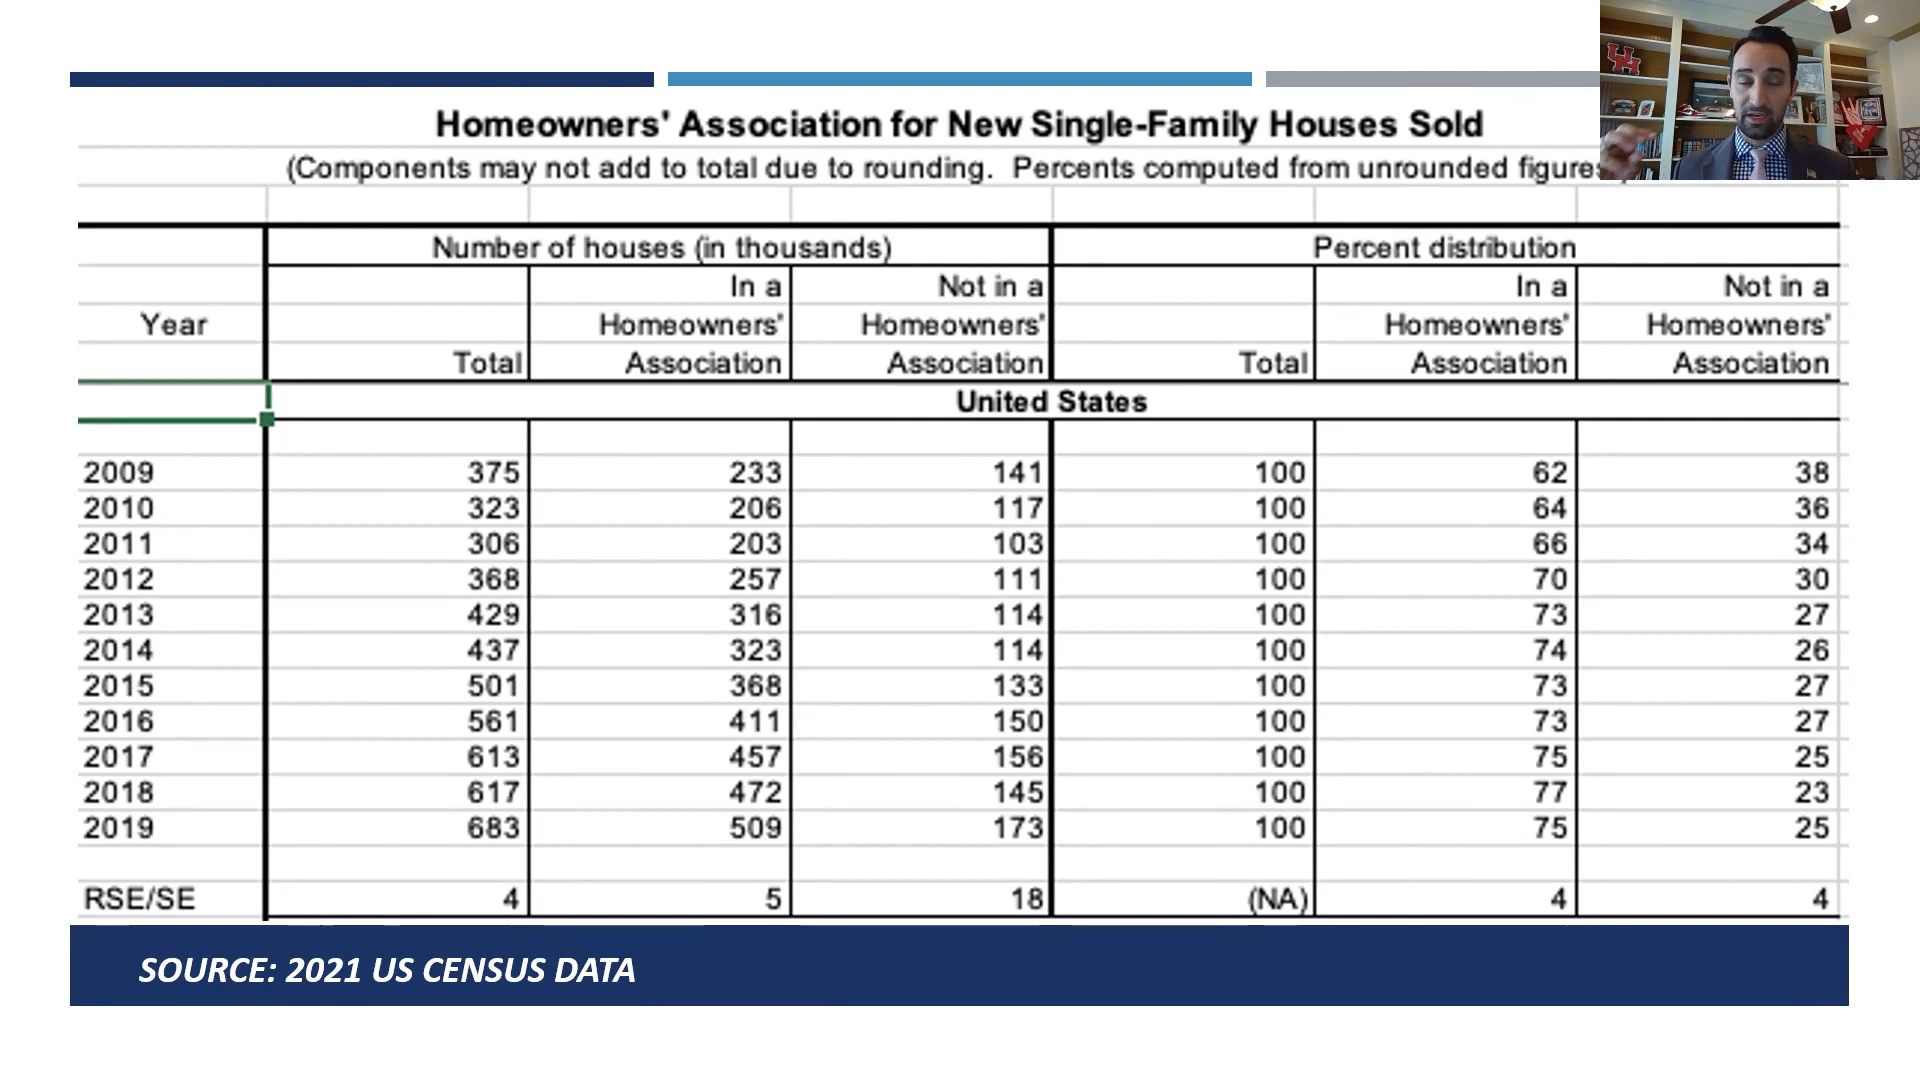 Homeowners' Association for New Single-Family Houses Sold
(Components may not add to total due to rounding. Percents computed from unrounded
Number of houses (in thousands) Percent distribution
In a Not in a In a Not in a
Year Homeowners' Homeowners' Homeowners' Homeowners'
Total Association Association Total Association Association
United States
2009 375 233 141 100 62 38
2010 323 206 117 100 64 36
2011 306 203 103 100 66 34
2012 368 257 111 100 70 30
2013 429 316 114 100 73 27
2014 437 323 114 100 74 26
2015 501 368 133 100 73 27
2016 561 411 150 100 73 27
2017 613 457 156 100 75 25
2018 617 472 145 100 77 23
2019 683 509 173 100 75 25
RSE/SE 4 5 18 (NA) 4 4
SOURCE: 2021 US CENSUS DATA